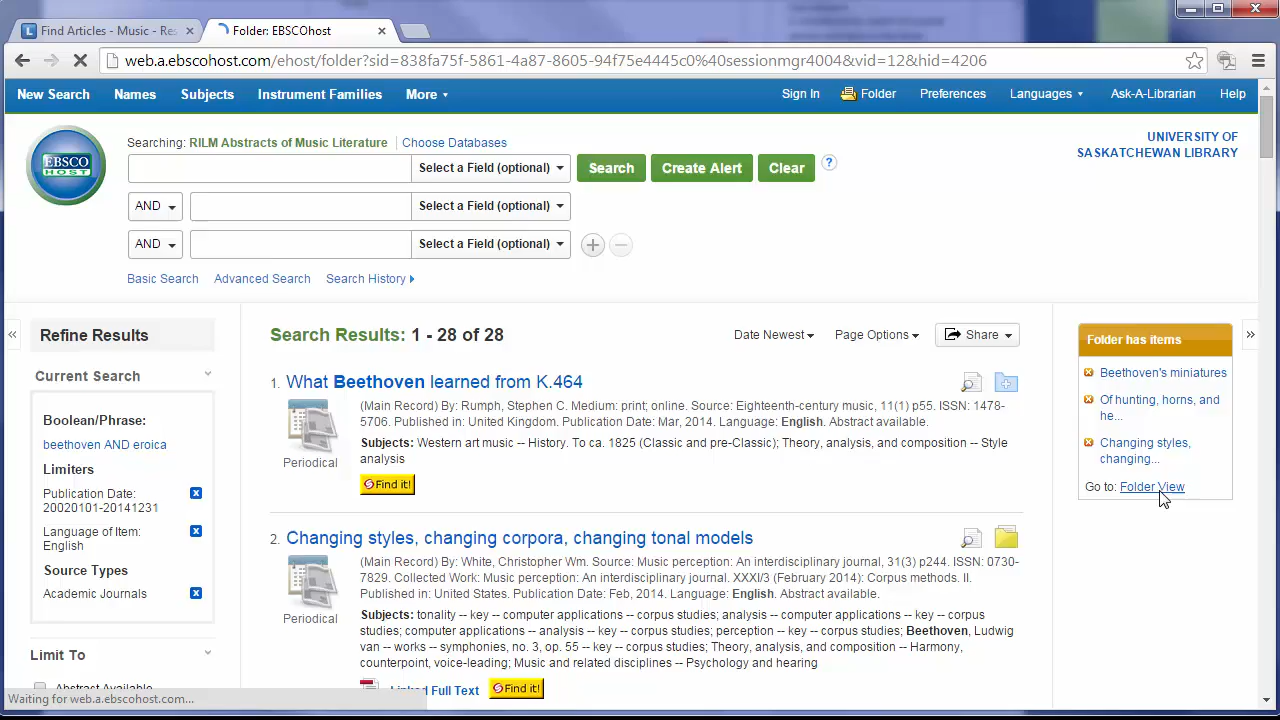 Find Articles - Music - Res
Folder: EBSCOhost
web.a.ebscohost.com/ehost/folder?sid=838fa75f-5861-4d87-8605-94f75e4445c0%40sessionmgr4004&vid=12&hid=4206
New Search Names Subjects Instrument Families More Sign In Folder Preferences Languages Ask-A-Librarian Help
EBSCO HOST
Searching: RILM Abstracts of Music Literature Choose Databases
UNIVERSITY OF
SASKATCHEWAN LIBRARY
Select a Field (optional) Search Create Alert Clear ?
AND Select a Field (optional)
AND Select a Field (optional)
Basic Search Advanced Search Search History
Refine Results
Current Search
Boolean/Phrase:
beethoven AND eroica
Limiters
Publication Date:
20020101-20141231
Language of Item:
English
Source Types
Academic Journals
Limit To
Abstract Available
Search Results: 1 - 28 of 28 Date Newest Page Options Share
1. What Beethoven learned from K.464
(Main Record) By: Rumph, Stephen C. Medium: print; online. Source: Eighteenth-century music, 11(1) p55. ISSN: 1478-
5706. Published in: United Kingdom. Publication Date: Mar, 2014. Language: English. Abstract available.
Subjects: Western art music -- History. To ca. 1825 (Classic and pre-Classic); Theory, analysis, and composition -- Style
analysis
Periodical
Find it!
2. Changing styles, changing corpora, changing tonal models
(Main Record) By: White, Christopher Wm. Source: Music perception: An interdisciplinary journal, 31(3) p244. ISSN: 0730-
7829. Collected Work: Music perception: An interdisciplinary journal. XXXI/3 (February 2014): Corpus methods. II.
Published in: United States. Publication Date: Feb, 2014. Language: English. Abstract available.
Subjects: tonality -- key -- computer applications -- corpus studies; analysis -- computer applications -- key -- corpus
studies; computer applications -- analysis -- key -- corpus studies; perception -- key -- corpus studies; Beethoven, Ludwig
van -- works -- symphonies, no. 3, op. 55 -- key -- corpus studies; Theory, analysis, and composition -- Harmony,
counterpoint, voice-leading; Music and related disciplines -- Psychology and hearing
Periodical
Linked Full Text Find it!
Folder has items
Beethoven's miniatures
Of hunting, horns, and
he...
Changing styles,
changing...
Go to: Folder View
Waiting for web.a.ebscohost.com...